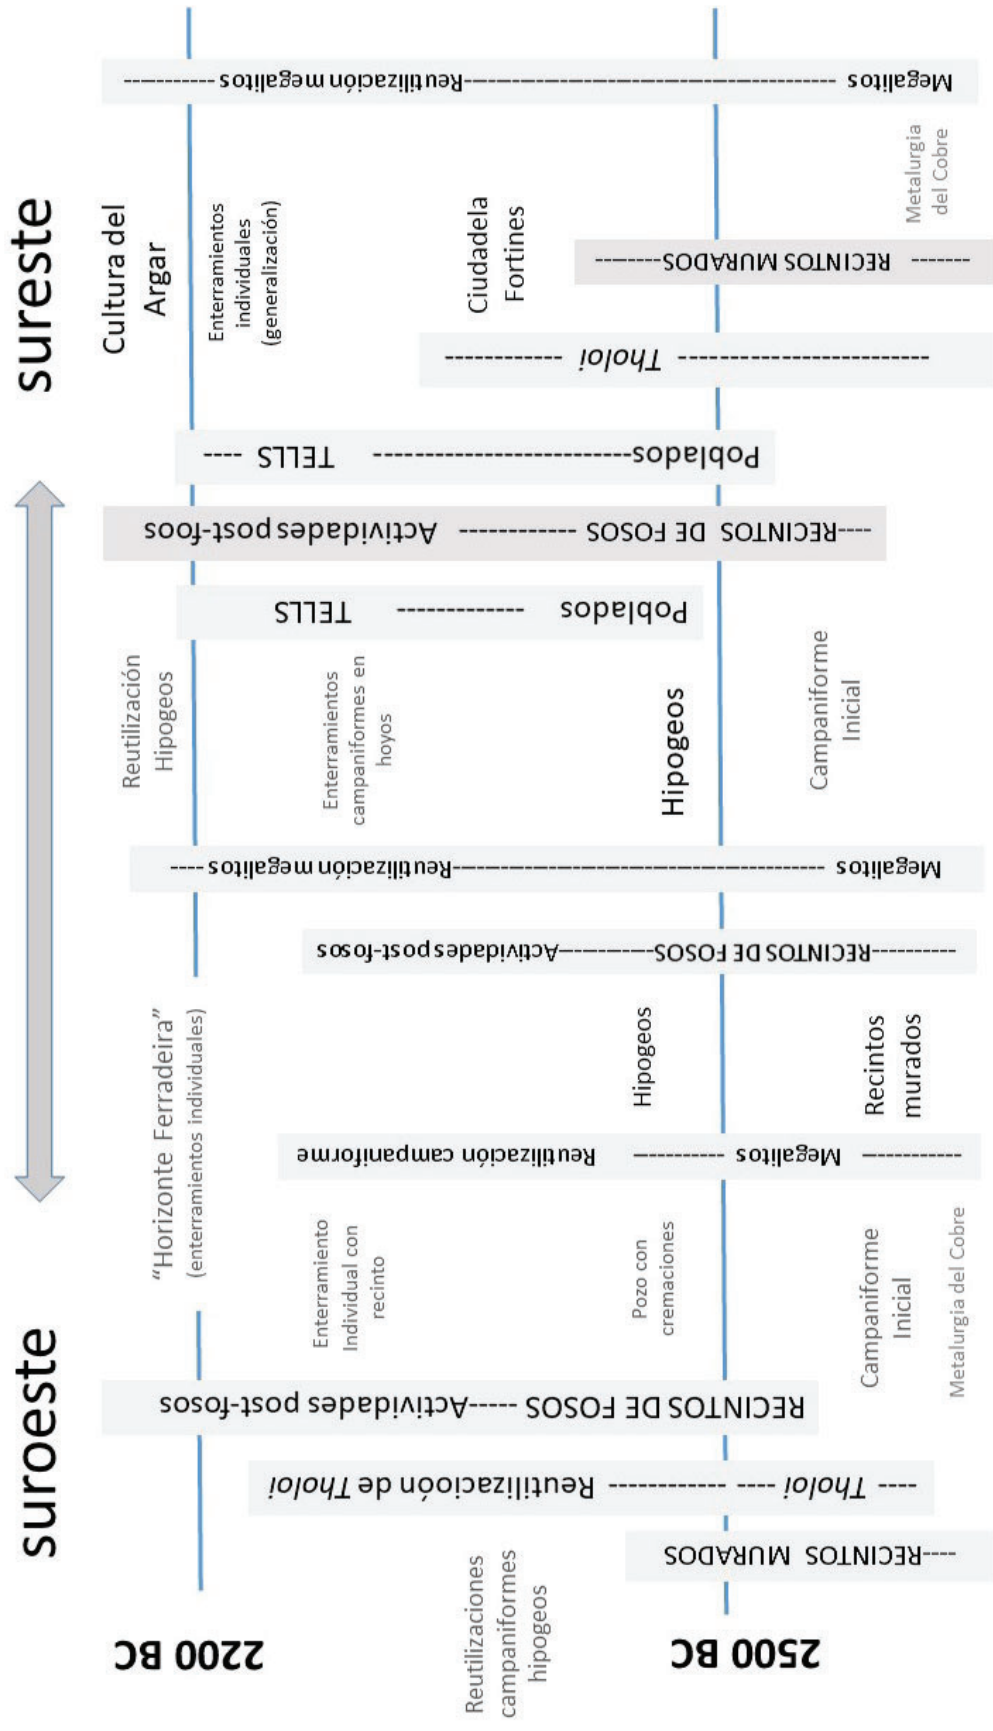 suroeste
sureste
2200 BC
2500 BC
RECINTOS MURADOS
Reutilizaciones
campaniformes
hipogeos
Tholoi
Reutilizacioón de Tholoi
RECINTOS DE FOSOS
Actividades post-fosos
"Horizonte Ferradeira"
(enterramientos individuales)
Enterramiento
Individual con
recinto
Pozo con
cremaciones
Campaniforme
Inicial
Metalurgia del Cobre
Megalitos
Reutilización campaniforme
Hipogeos
Recintos
murados
RECINTOS DE FOSOS
Actividades post-fosos
Megalitos
Reutilización megalitos
Reutilización
Hipogeos
Enterramientos
campaniformes en
hoyos
Hipogeos
Campaniforme
Inicial
Poblados
TELLS
RECINTOS DE FOSOS
Actividades post-foos
Poblados
TELLS
Tholoi
RECINTOS MURADOS
Cultura del
Argar
Enterramientos
individuales
(generalización)
Ciudadela
Fortines
Metalurgia
del Cobre
Megalitos
Reutilización megalitos